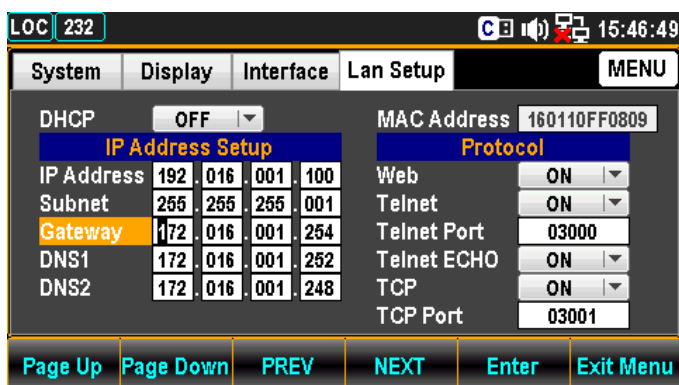 LOC 232 C 15:46:49
System Display Interface Lan Setup MENU
DHCP OFF MAC Address 160110FF0809
IP Address Setup Protocol
IP Address 192 . 016 . 001 . 100 Web ON
Subnet 255 . 255 . 255 . 001 Telnet ON
Gateway 172 . 016 . 001 . 254 Telnet Port 03000
DNS1 172 . 016 . 001 . 252 Telnet ECHO ON
DNS2 172 . 016 . 001 . 248 TCP ON
TCP Port 03001
Page Up Page Down PREV NEXT Enter Exit Menu